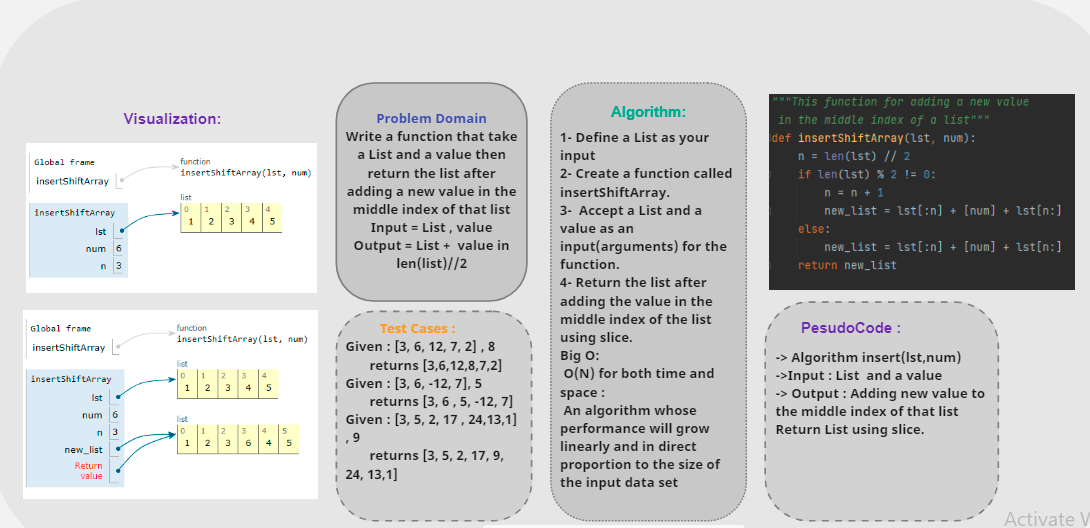 Visualization:
Global frame
insertShiftArray
function
insertShiftArray(lst, num)
insertShiftArray
lst
num 6
n 3
list
0 1 2 3 4
1 2 3 4 5
Global frame
insertShiftArray
function
insertShiftArray(lst, num)
insertShiftArray
lst
num 6
n 3
new_list
Return
value
list
0 1 2 3 4
1 2 3 4 5
list
0 1 2 3 4 5
1 2 3 6 4 5
Problem Domain
Write a function that take
a List and a value then
return the list after
adding a new value in the
middle index of that list
Input = List , value
Output = List + value in
len(list)//2
Test Cases :
Given : [3, 6, 12, 7, 2] , 8
returns [3,6,12,8,7,2]
Given : [3, 6, -12, 7], 5
returns [3, 6 , 5, -12, 7]
Given : [3, 5, 2, 17 , 24,13,1]
, 9
returns [3, 5, 2, 17, 9,
24, 13,1]
Algorithm:
1- Define a List as your
input
2- Create a function called
insertShiftArray.
3- Accept a List and a
value as an
input(arguments) for the
function.
4- Return the list after
adding the value in the
middle index of the list
using slice.
Big O:
O(N) for both time and
space :
An algorithm whose
performance will grow
linearly and in direct
proportion to the size of
the input data set
"""This function for adding a new value
in the middle index of a list"""
def insertShiftArray(lst, num):
n = len(lst) // 2
if len(lst) % 2 != 0:
n = n + 1
new_list = lst[:n] + [num] + lst[n:]
else:
new_list = lst[:n] + [num] + lst[n:]
return new_list
PesudoCode :
-> Algorithm insert(lst,num)
->Input : List and a value
-> Output : Adding new value to
the middle index of that list
Return List using slice.
Activate